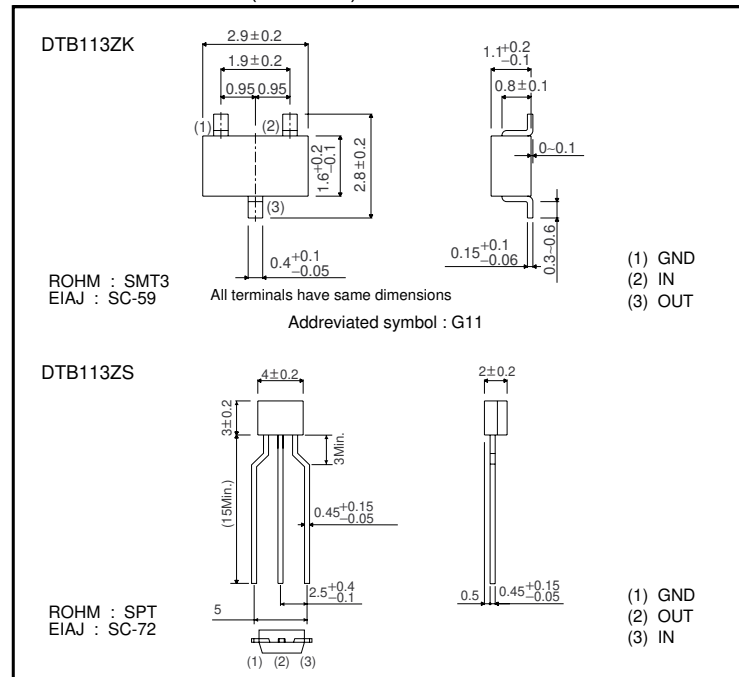 DTB113ZK
2.9±0.2
1.9±0.2
0.95 0.95
(1) (2)
(3)
1.6+0.2 −0.1
2.8±0.2
0.4+0.1 −0.05
1.1+0.2 −0.1
0.8±0.1
0~0.1
0.15+0.1 −0.06
0.3~0.6
ROHM : SMT3
EIAJ : SC-59
All terminals have same dimensions
Addreviated symbol : G11
(1) GND
(2) IN
(3) OUT
DTB113ZS
4±0.2
3±0.2
(15Min.)
3Min.
0.45+0.15 −0.05
2.5+0.4 −0.1
5
(1) (2) (3)
2±0.2
0.5
0.45+0.15 −0.05
ROHM : SPT
EIAJ : SC-72
(1) GND
(2) OUT
(3) IN